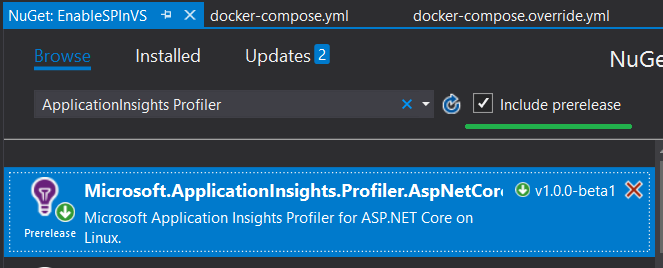 NuGet: EnableSPInVS docker-compose.yml docker-compose.override.yml
Browse Installed Updates 2 NuGe
ApplicationInsights Profiler Include prerelease
Microsoft.ApplicationInsights.Profiler.AspNetCore v1.0.0-beta1
Microsoft Application Insights Profiler for ASP.NET Core on
Prerelease Linux.